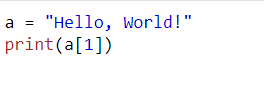 a = "Hello, World!"
print(a[1])